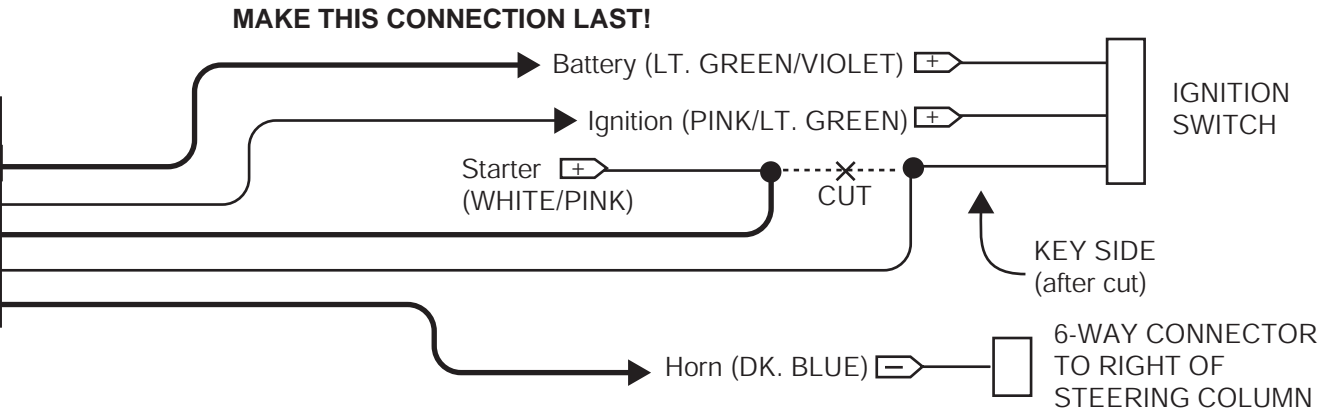 MAKE THIS CONNECTION LAST!
Battery (LT. GREEN/VIOLET) +
Ignition (PINK/LT. GREEN) +
IGNITION
SWITCH
Starter +
(WHITE/PINK)
CUT
KEY SIDE
(after cut)
Horn (DK. BLUE) −
6-WAY CONNECTOR
TO RIGHT OF
STEERING COLUMN